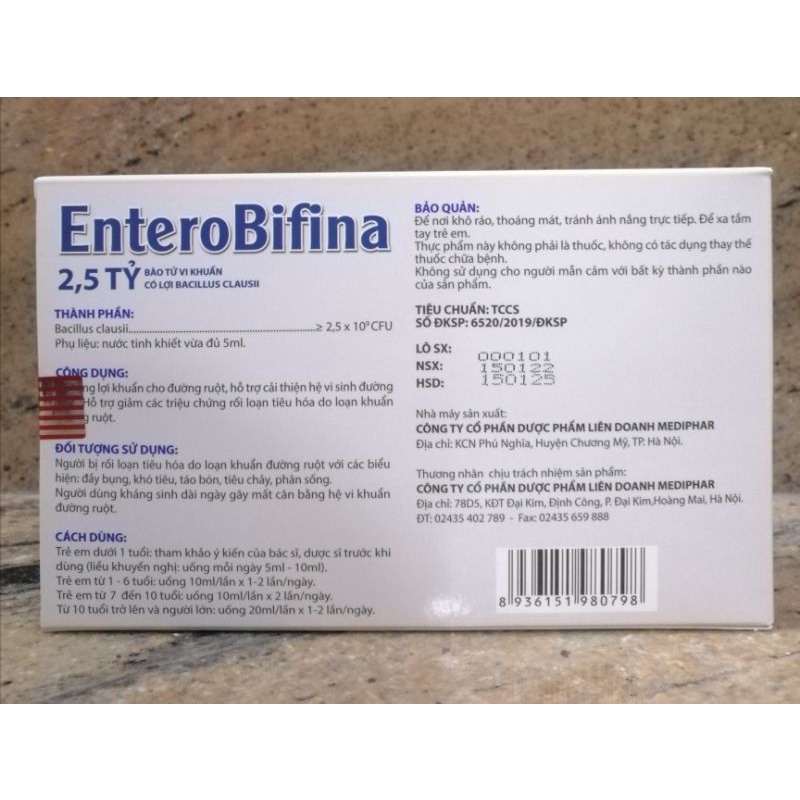 EnteroBifina
2,5 TỶ BÀO TỬ VI KHUẨN
CÓ LỢI BACILLUS CLAUSII
THÀNH PHẦN:
Bacillus clausii..........................................................≥ 2,5 x 10⁹ CFU
Phụ liệu: nước tinh khiết vừa đủ 5ml.
CÔNG DỤNG:
lợi khuẩn cho đường ruột, hỗ trợ cải thiện hệ vi sinh đường
Hỗ trợ giảm các triệu chứng rối loạn tiêu hóa do loạn khuẩn
ruột.
ĐỐI TƯỢNG SỬ DỤNG:
Người bị rối loạn tiêu hóa do loạn khuẩn đường ruột với các biểu
hiện: đầy bụng, khó tiêu, táo bón, tiêu chảy, phân sống.
Người dùng kháng sinh dài ngày gây mất cân bằng hệ vi khuẩn
đường ruột.
CÁCH DÙNG:
Trẻ em dưới 1 tuổi: tham khảo ý kiến của bác sĩ, dược sĩ trước khi
dùng (liều khuyến nghị: uống mỗi ngày 5ml - 10ml).
Trẻ em từ 1 - 6 tuổi: uống 10ml/lần x 1-2 lần/ngày.
Trẻ em từ 7 đến 10 tuổi: uống 10ml/lần x 2 lần/ngày.
Từ 10 tuổi trở lên và người lớn: uống 20ml/lần x 1-2 lần/ngày.
BẢO QUẢN:
Để nơi khô ráo, thoáng mát, tránh ánh nắng trực tiếp. Để xa tầm
tay trẻ em.
Thực phẩm này không phải là thuốc, không có tác dụng thay thế
thuốc chữa bệnh.
Không sử dụng cho người mẫn cảm với bất kỳ thành phần nào
của sản phẩm.
TIÊU CHUẨN: TCCS
SỐ ĐKSP: 6520/2019/ĐKSP
LÔ SX: 000101
NSX: 150122
HSD: 150125
Nhà máy sản xuất:
CÔNG TY CỔ PHẦN DƯỢC PHẨM LIÊN DOANH MEDIPHAR
Địa chỉ: KCN Phú Nghĩa, Huyện Chương Mỹ, TP. Hà Nội.
Thương nhân chịu trách nhiệm sản phẩm:
CÔNG TY CỔ PHẦN DƯỢC PHẨM LIÊN DOANH MEDIPHAR
Địa chỉ: 78D5, KĐT Đại Kim, Định Công, P. Đại Kim,Hoàng Mai, Hà Nội.
ĐT: 02435 402 789 - Fax: 02435 659 888
8 936151 980798